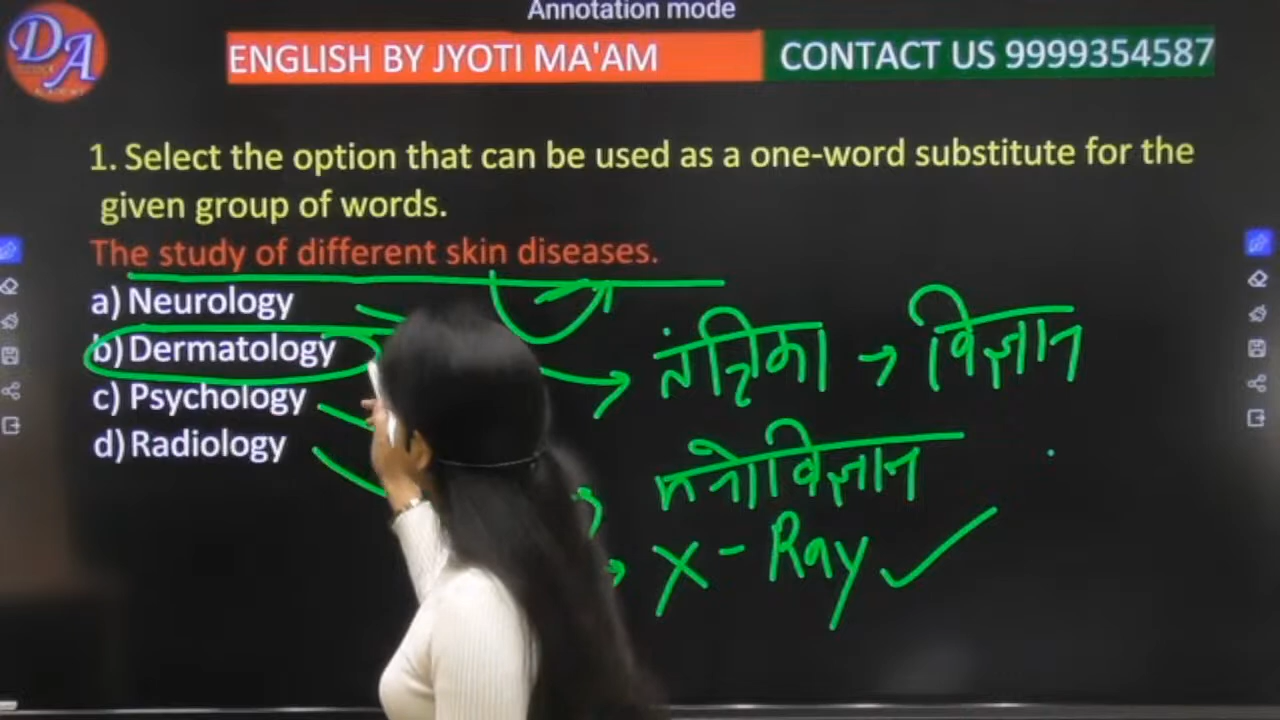 Annotation mode
DA
ENGLISH BY JYOTI MA'AM
CONTACT US 9999354587
1. Select the option that can be used as a one-word substitute for the
given group of words.
The study of different skin diseases.
a) Neurology
b) Dermatology
c) Psychology
d) Radiology
तंत्रिका → विज्ञान
मनोविज्ञान
X - Ray